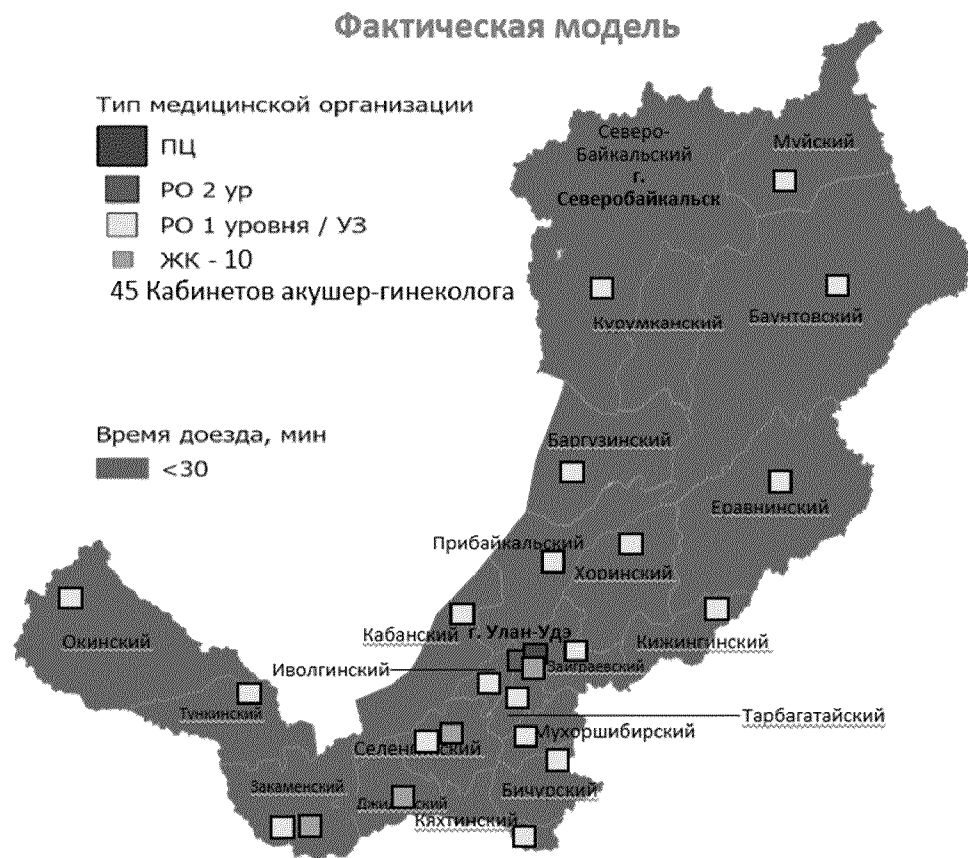 Фактическая модель
Тип медицинской организации
ПЦ
РО 2 ур
РО 1 уровня / УЗ
ЖК - 10
45 Кабинетов акушер-гинеколога
Время доезда, мин
<30
Северо-
Байкальский
г.
Северобайкальск
Муйский
Курумканский
Баунтовский
Баргузинский
Еравнинский
Прибайкальский
Хоринский
Окинский
Кабанский
г. Улан-Удэ
Кижингинский
Иволгинский
Заиграевский
Тункинский
Тарбагатайский
Мухоршибирский
Закаменский
Бичурский
Кяхтинский